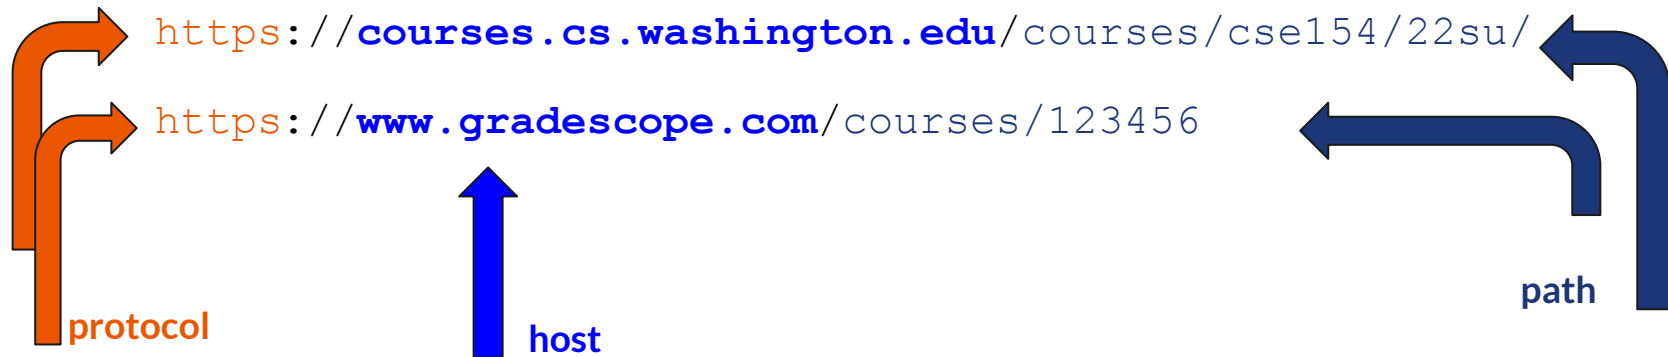 https://courses.cs.washington.edu/courses/cse154/22su/
https://www.gradescope.com/courses/123456
path
protocol
host